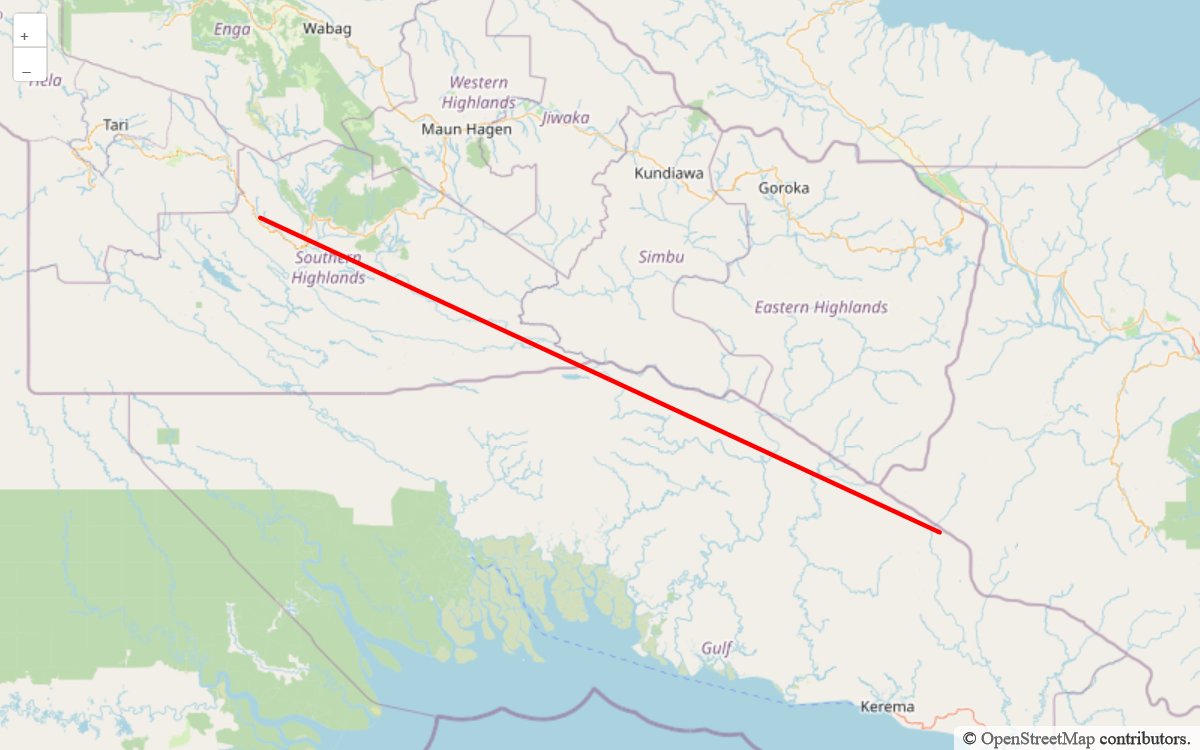 Enga
Wabag
+
–
Hela
Western
Highlands
Jiwaka
Tari
Maun Hagen
Kundiawa
Goroka
Southern
Highlands
Simbu
Eastern Highlands
Gulf
Kerema
© OpenStreetMap contributors.